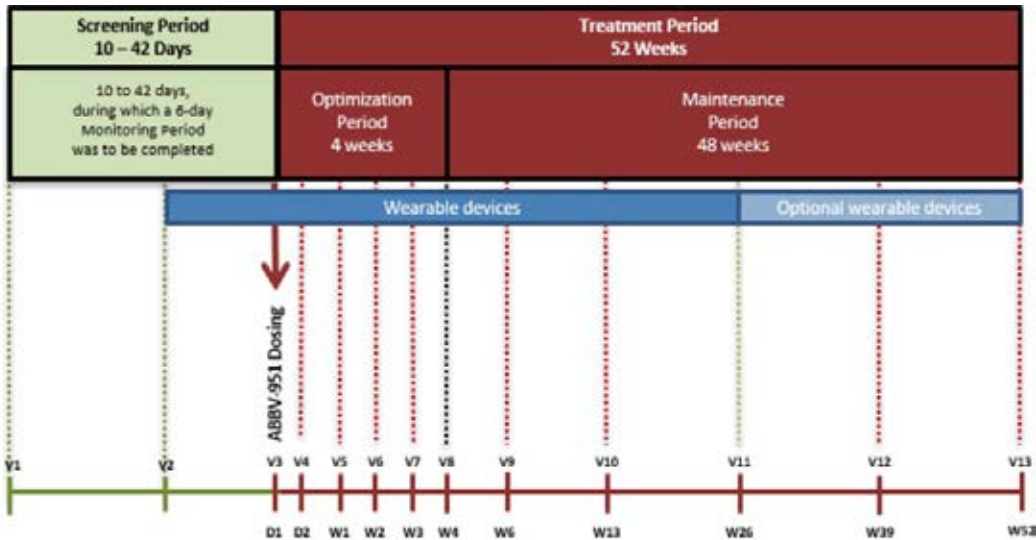 Screening Period
10 – 42 Days
Treatment Period
52 Weeks
10 to 42 days,
during which a 6-day
Monitoring Period
was to be completed
Optimization
Period
4 weeks
Maintenance
Period
48 weeks
Wearable devices
Optional wearable devices
ABBV-951 Dosing
V1 V2 V3 V4 V5 V6 V7 V8 V9 V10 V11 V12 V13
D1 D2 W1 W2 W3 W4 W6 W13 W26 W39 W52